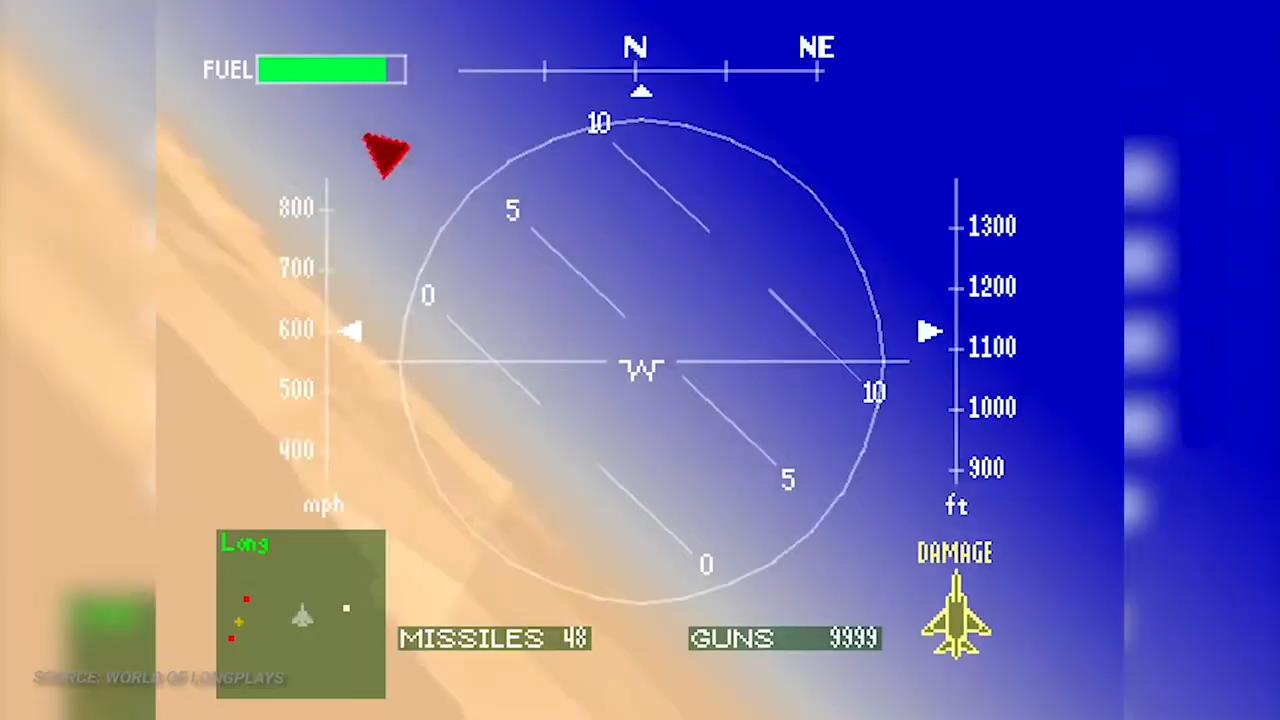 N NE
FUEL
10
5
0
10
5
0
800
700
600
500
400
mph
1300
1200
1100
1000
900
ft
Long
DAMAGE
MISSILES 48
GUNS 9999
SOURCE: WORLD OF LONGPLAYS